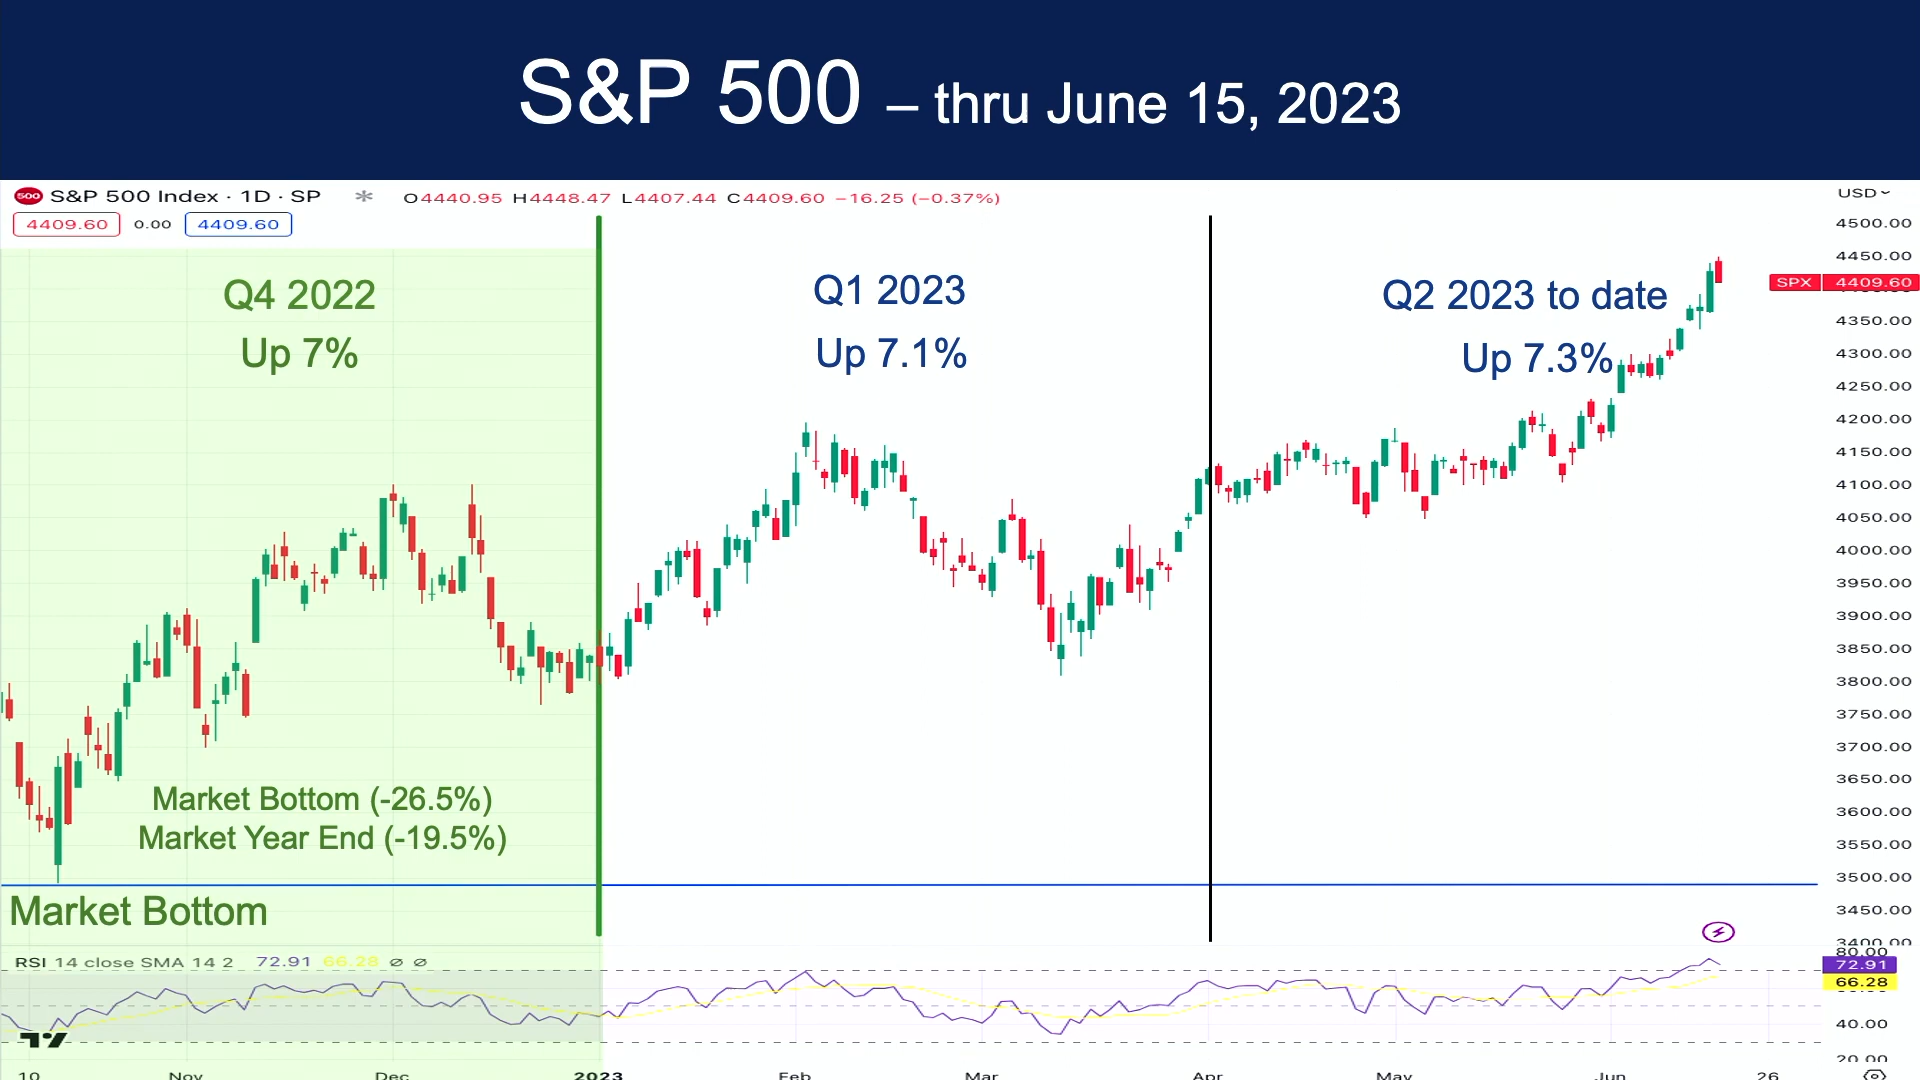 S&P 500 – thru June 15, 2023
500 S&P 500 Index · 1D · SP * O4440.95 H4448.47 L4407.44 C4409.60 −16.25 (−0.37%)
USD
4409.60 0.00 4409.60
Q4 2022
Up 7%
Q1 2023
Up 7.1%
Q2 2023 to date
Up 7.3%
Market Bottom (-26.5%)
Market Year End (-19.5%)
Market Bottom
4500.00
4450.00
SPX 4409.60
4350.00
4300.00
4250.00
4200.00
4150.00
4100.00
4050.00
4000.00
3950.00
3900.00
3850.00
3800.00
3750.00
3700.00
3650.00
3600.00
3550.00
3500.00
3450.00
3400.00
RSI 14 close SMA 14 2 72.91 66.28 ∅ ∅
80.00
72.91
66.28
40.00
20.00
10 Nov Dec 2023 Feb Mar Apr May Jun 26